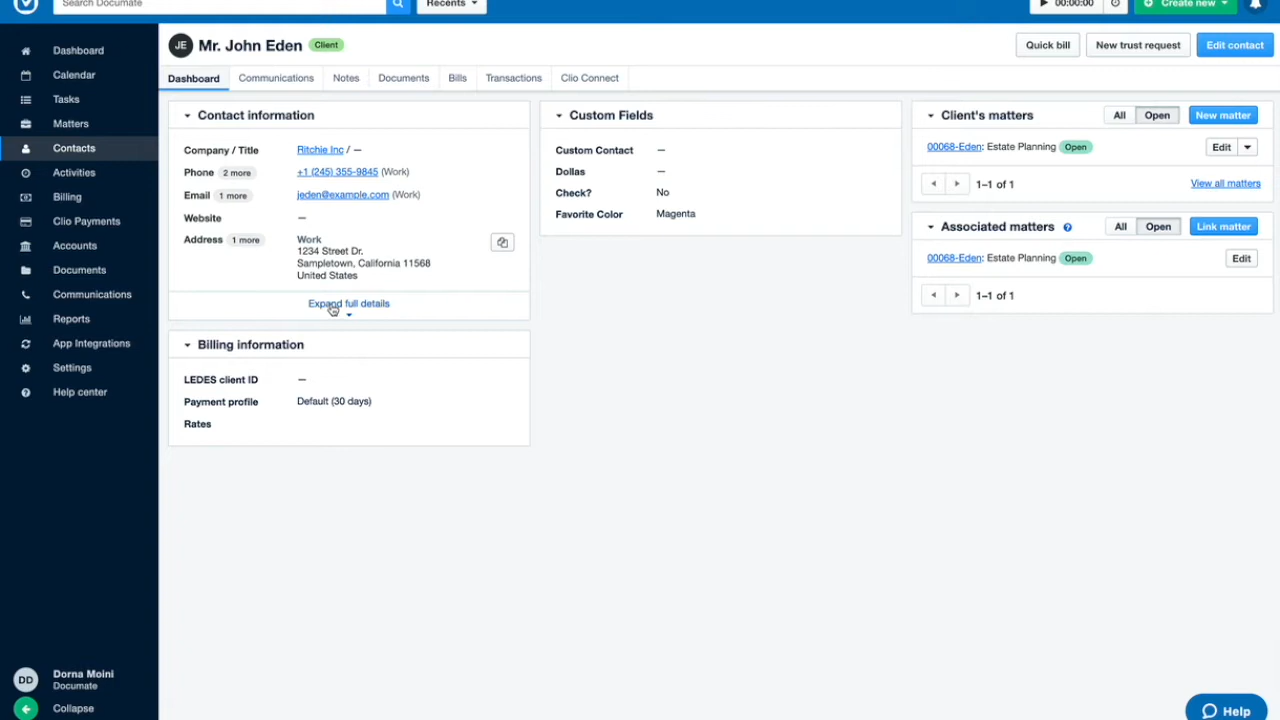 Search Documate
Recents
00:00:00
Create new
Dashboard
Calendar
Tasks
Matters
Contacts
Activities
Billing
Clio Payments
Accounts
Documents
Communications
Reports
App Integrations
Settings
Help center
DD
Dorna Moini
Documate
Collapse
JE Mr. John Eden Client
Quick bill
New trust request
Edit contact
Dashboard Communications Notes Documents Bills Transactions Clio Connect
Contact information
Company / Title Ritchie Inc / —
Phone 2 more +1 (245) 355-9845 (Work)
Email 1 more jeden@example.com (Work)
Website —
Address 1 more Work
1234 Street Dr.
Sampletown, California 11568
United States
Expand full details
Billing information
LEDES client ID —
Payment profile Default (30 days)
Rates
Custom Fields
Custom Contact —
Dollas —
Check? No
Favorite Color Magenta
Client's matters All Open New matter
00068-Eden: Estate Planning Open Edit
1–1 of 1 View all matters
Associated matters ? All Open Link matter
00068-Eden: Estate Planning Open Edit
1–1 of 1
Help